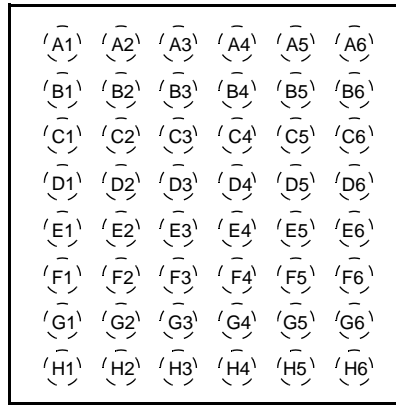 A1 A2 A3 A4 A5 A6
B1 B2 B3 B4 B5 B6
C1 C2 C3 C4 C5 C6
D1 D2 D3 D4 D5 D6
E1 E2 E3 E4 E5 E6
F1 F2 F3 F4 F5 F6
G1 G2 G3 G4 G5 G6
H1 H2 H3 H4 H5 H6